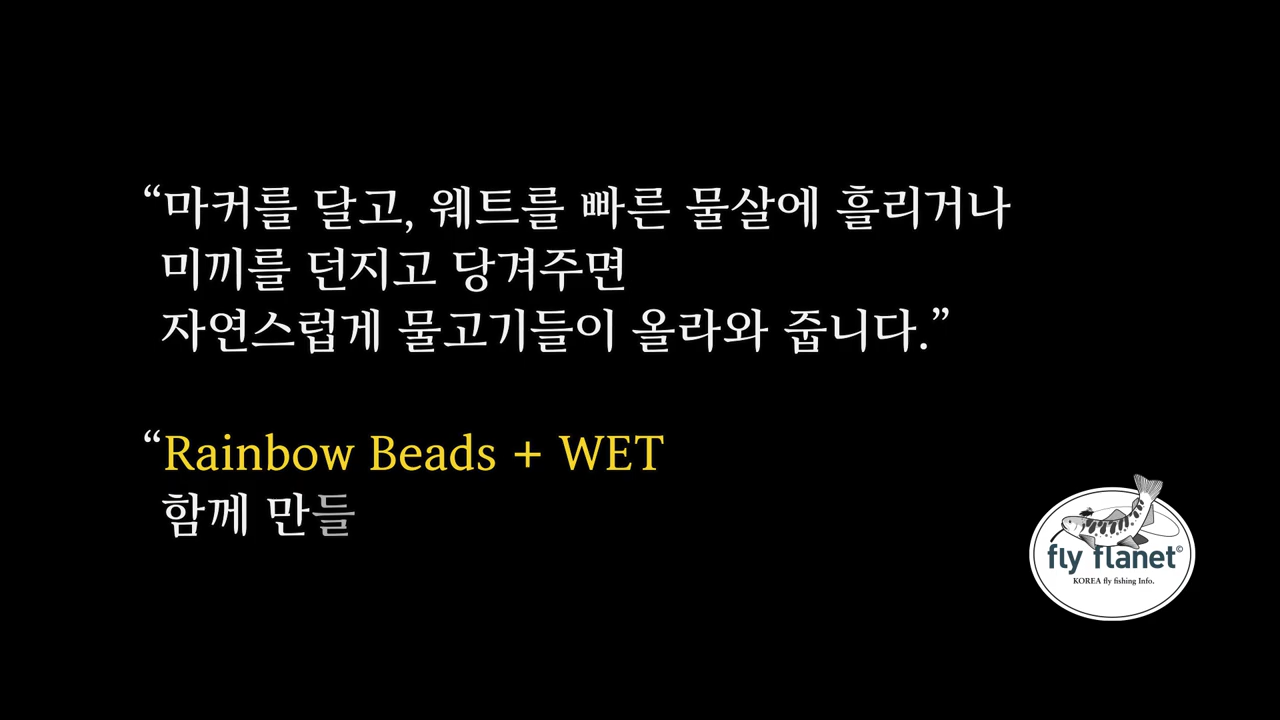 “마커를 달고, 웨트를 빠른 물살에 흘리거나
미끼를 던지고 당겨주면
자연스럽게 물고기들이 올라와 줍니다.”
“Rainbow Beads + WET
함께 만들
fly flanet©
KOREA fly fishing Info.